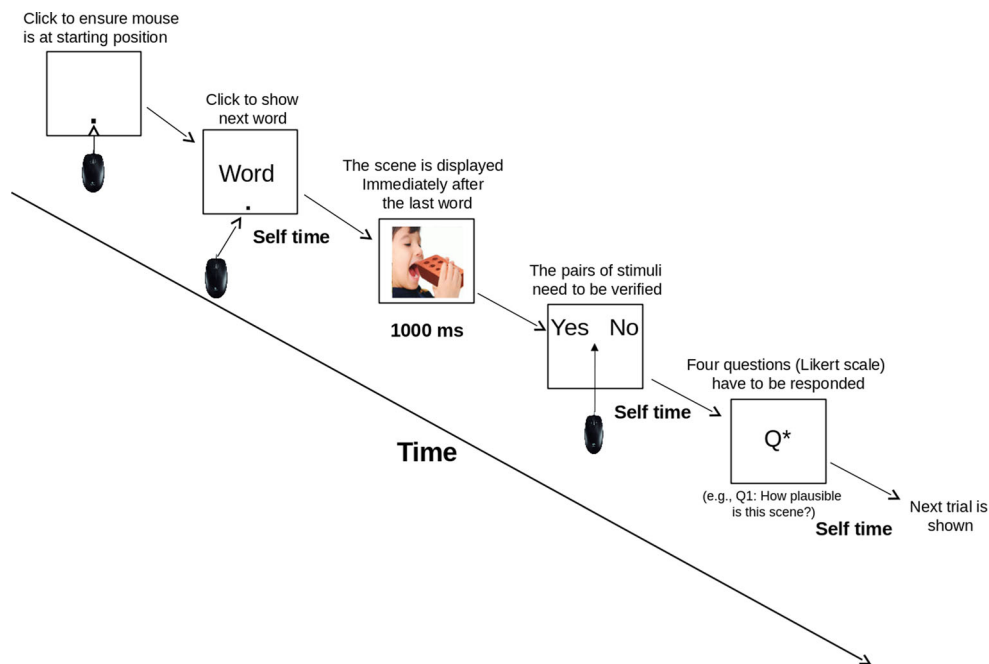 Click to ensure mouse
is at starting position
Click to show
next word
Word
Self time
The scene is displayed
Immediately after
the last word
1000 ms
The pairs of stimuli
need to be verified
Yes No
Self time
Four questions (Likert scale)
have to be responded
Q*
(e.g., Q1: How plausible
is this scene?)
Self time
Next trial is
shown
Time